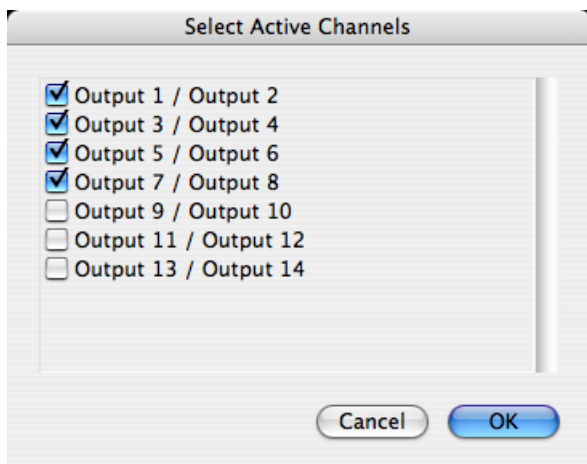 Select Active Channels
Output 1 / Output 2
Output 3 / Output 4
Output 5 / Output 6
Output 7 / Output 8
Output 9 / Output 10
Output 11 / Output 12
Output 13 / Output 14
Cancel
OK